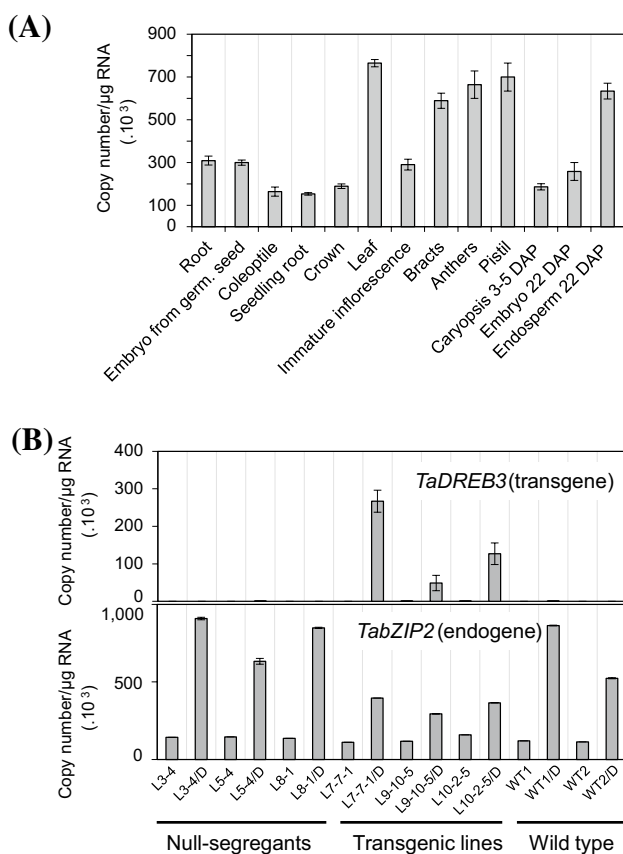 (A)
Copy number/µg RNA
(.10³)
900
700
500
300
100
0
Root
Embryo from germ. seed
Coleoptile
Seedling root
Crown
Leaf
Immature inflorescence
Bracts
Anthers
Pistil
Caryopsis 3-5 DAP
Embryo 22 DAP
Endosperm 22 DAP
(B)
Copy number/µg RNA
(.10³)
400
300
200
100
0
TaDREB3 (transgene)
Copy number/µg RNA
(.10³)
1,000
500
0
TabZIP2 (endogene)
L3-4
L3-4/D
L5-4
L5-4/D
L8-1
L8-1/D
L7-7-1
L7-7-1/D
L9-10-5
L9-10-5/D
L10-2-5
L10-2-5/D
WT1
WT1/D
WT2
WT2/D
Null-segregants
Transgenic lines
Wild type